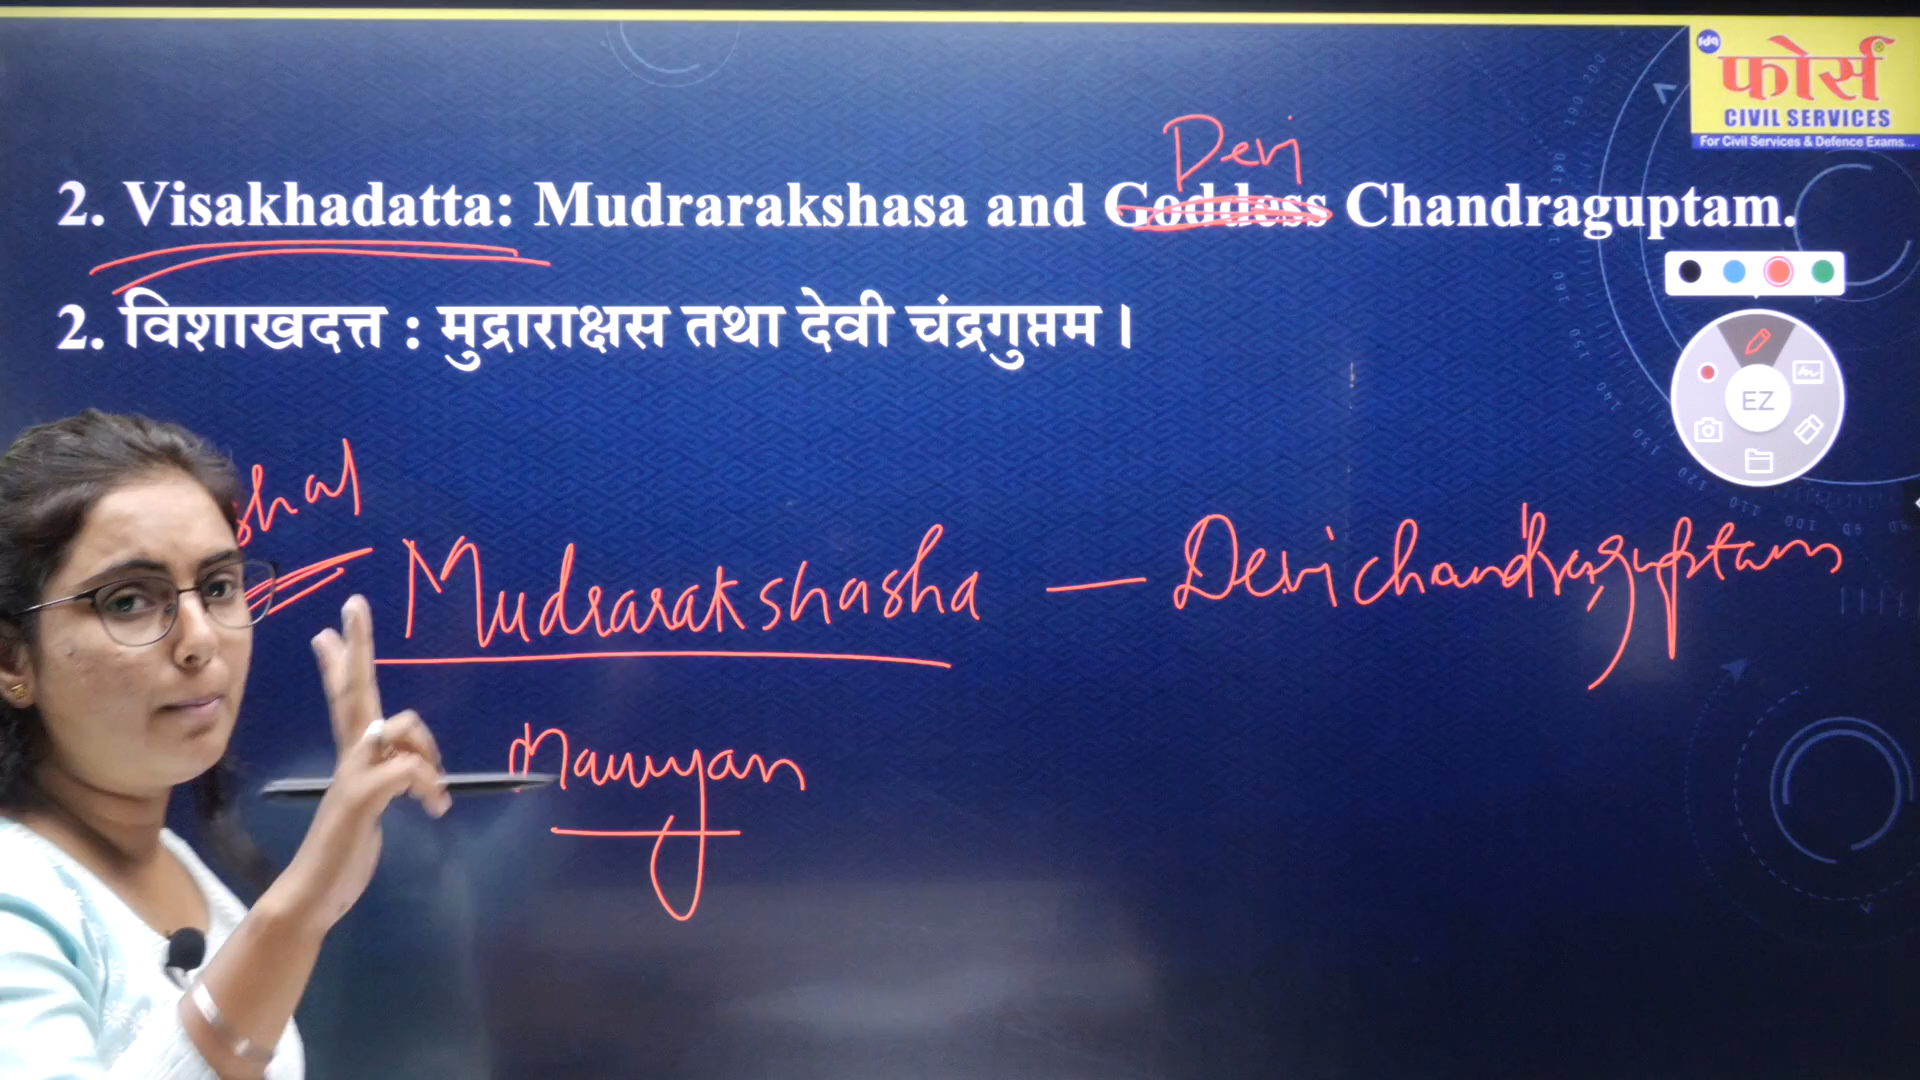 fdq
फोर्स®
CIVIL SERVICES
For Civil Services & Defence Exams...
Devi
2. Visakhadatta: Mudrarakshasa and Goddess Chandraguptam.
2. विशाखदत्त : मुद्राराक्षस तथा देवी चंद्रगुप्तम ।
EZ
Mudrarakshasha — Devichandraguptam